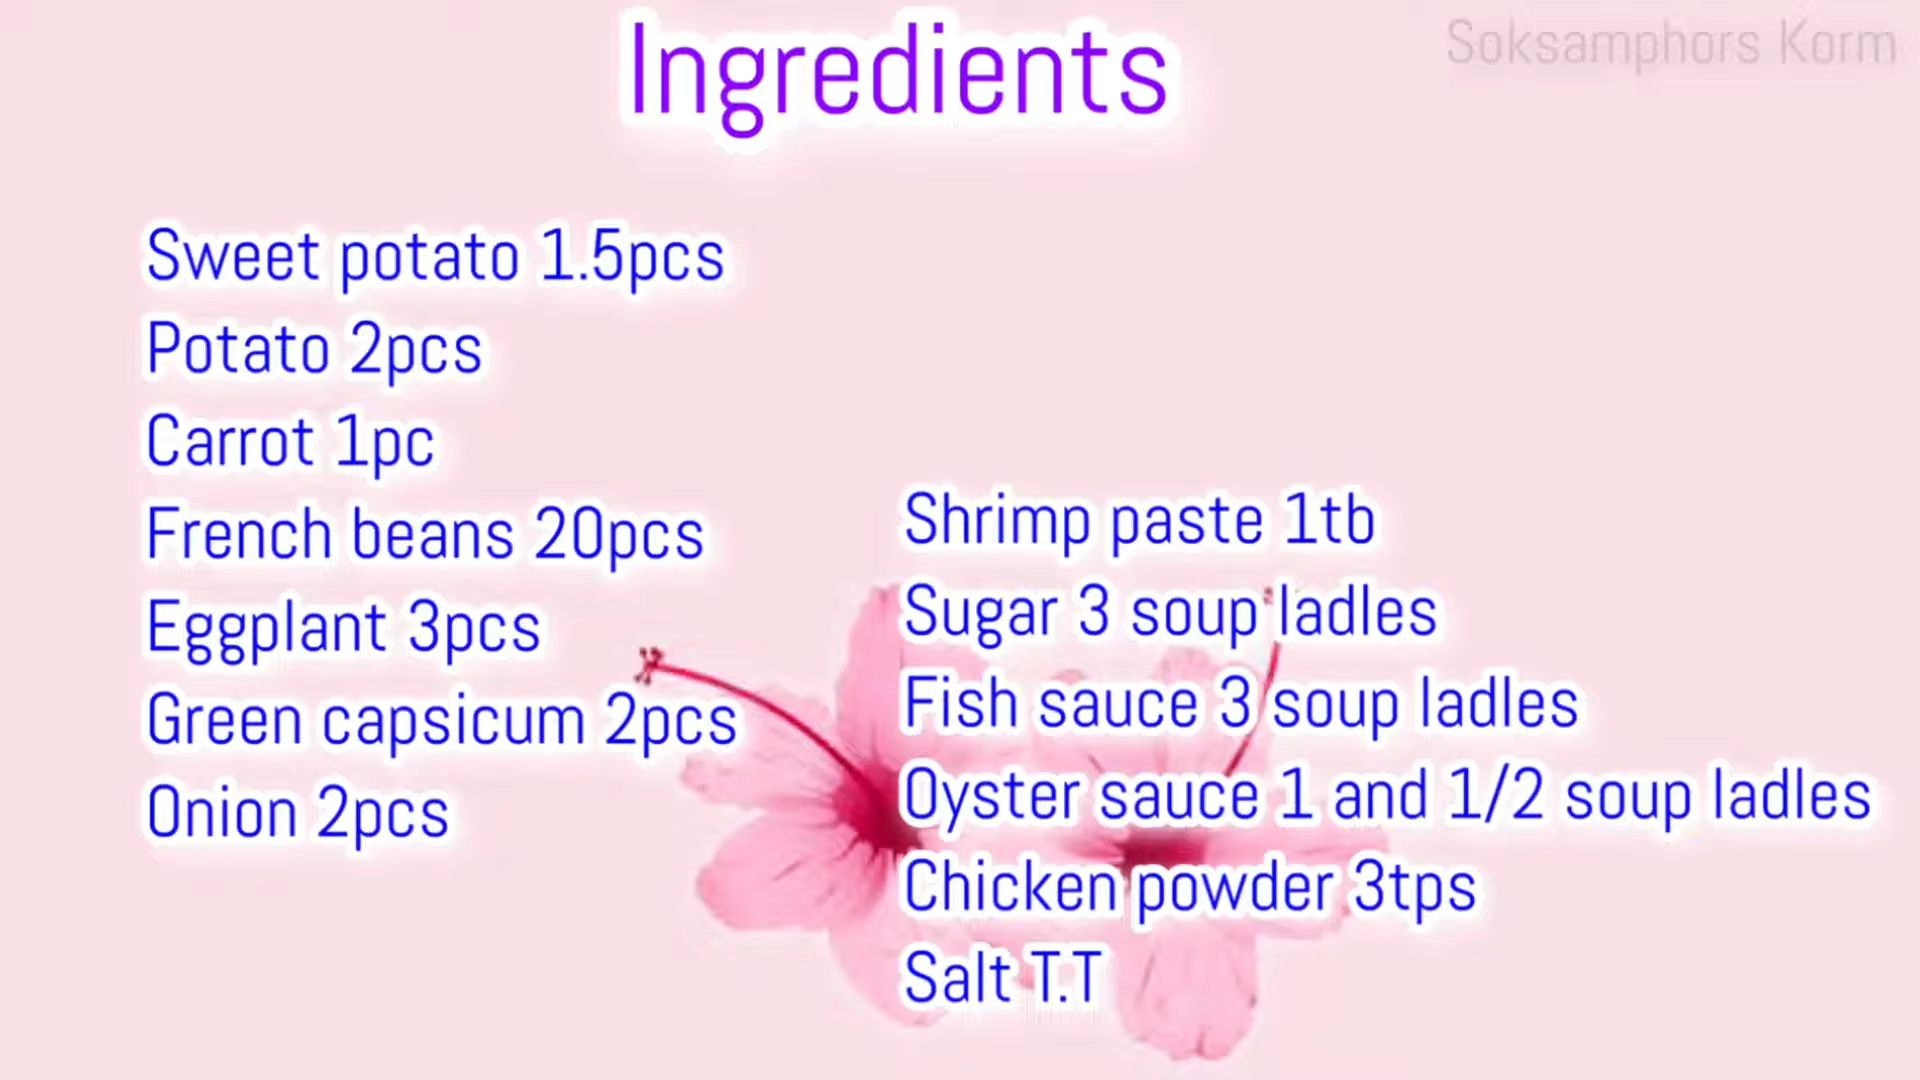 Ingredients
Soksamphors Korm
Sweet potato 1.5pcs
Potato 2pcs
Carrot 1pc
French beans 20pcs
Eggplant 3pcs
Green capsicum 2pcs
Onion 2pcs
Shrimp paste 1tb
Sugar 3 soup ladles
Fish sauce 3 soup ladles
Oyster sauce 1 and 1/2 soup ladles
Chicken powder 3tps
Salt T.T